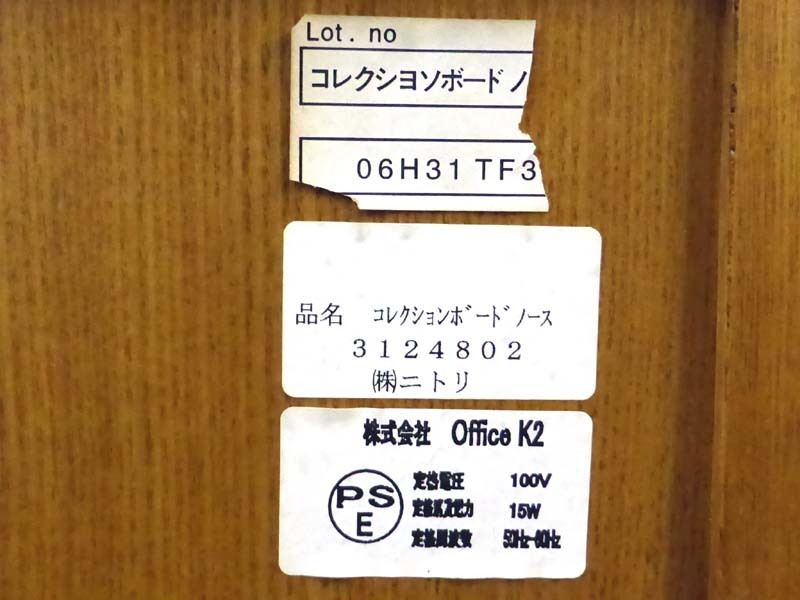 Lot. no
コレクシヨソボードノ
06H31 TF3
品名 コレクションボードノース
3124802
㈱ニトリ
株式会社 Office K2
PSE
定格電圧 100V
定格消費電力 15W
定格周波数 50Hz-60Hz